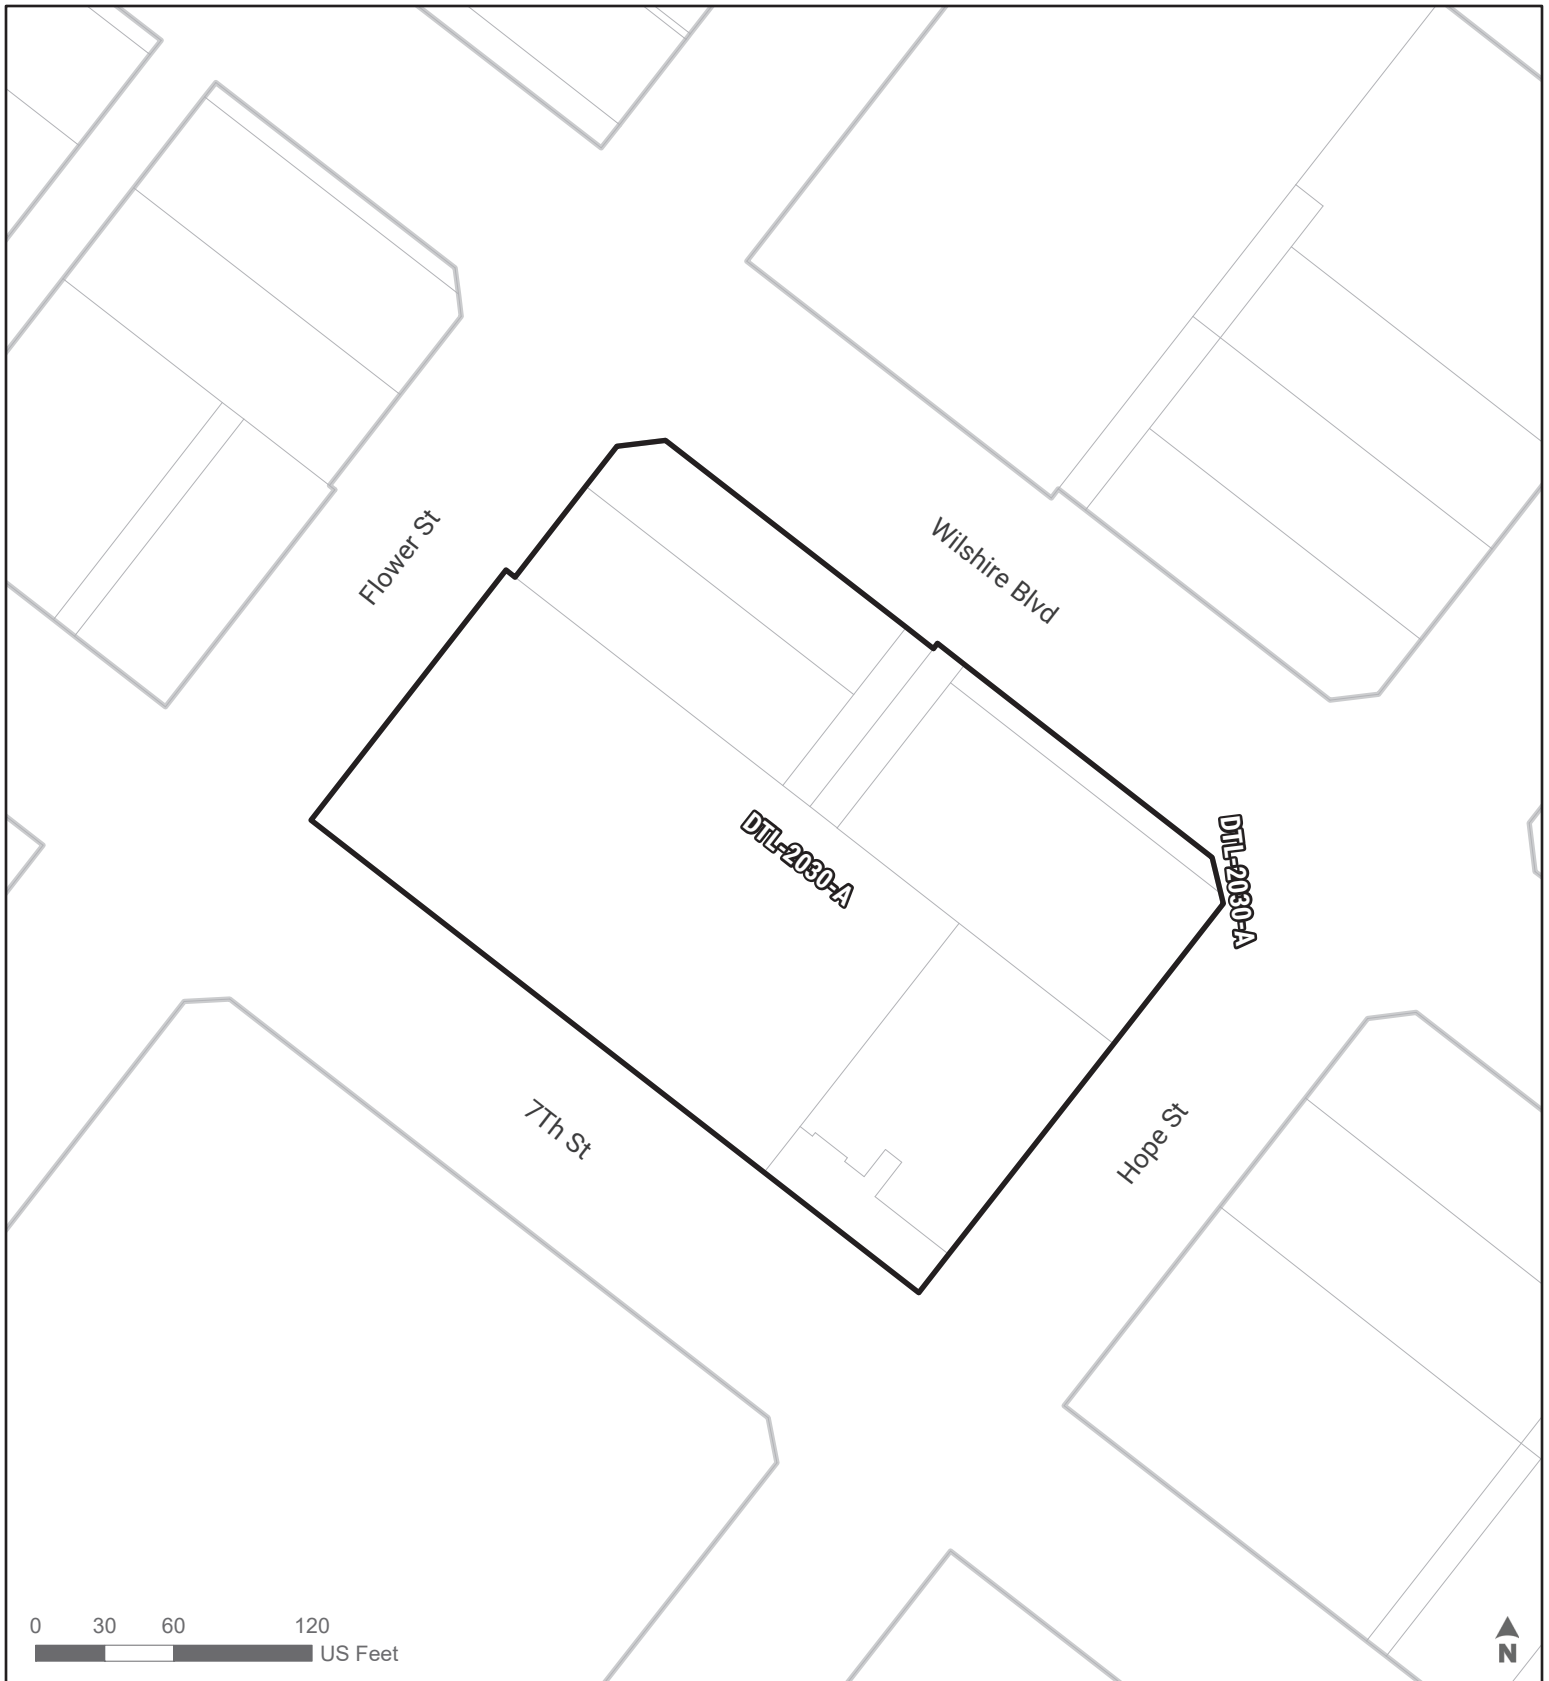 Flower St
Wilshire Blvd
DTL-2030-A
DTL-2030-A
7Th St
Hope St
0 30 60 120
US Feet
N